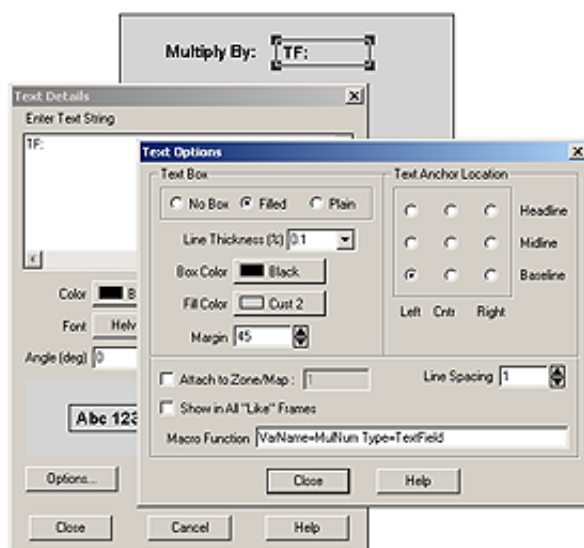 Multiply By: TF:
Text Details
Enter Text String
TF:
Color B
Font Helv
Angle (deg) 0
Abc 123
Options...
Close Cancel Help
Text Options
Text Box
No Box Filled Plain
Line Thickness (%) 0.1
Box Color Black
Fill Color Cust 2
Margin 45
Text Anchor Location
Headline
Midline
Baseline
Left Cntr Right
Attach to Zone/Map: 1
Line Spacing 1
Show in All "Like" Frames
Macro Function VarName=MulNum Type=TextField
Close Help